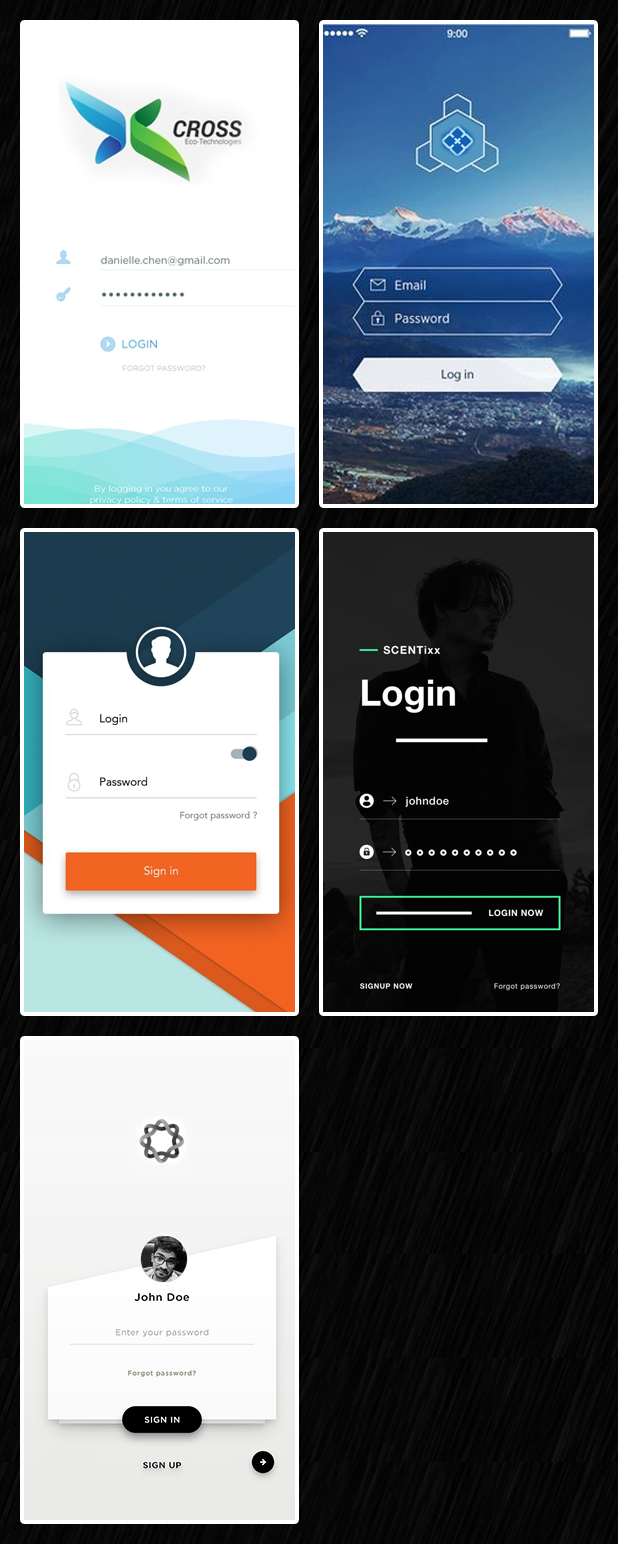 CROSS
Eco-Technologies
danielle.chen@gmail.com
LOGIN
FORGOT PASSWORD?
By logging in you agree to our
privacy policy & terms of service
9:00
Email
Password
Log in
Login
Password
Forgot password ?
Sign in
SCENTixx
Login
johndoe
LOGIN NOW
SIGNUP NOW Forgot password?
John Doe
Enter your password
Forgot password?
SIGN IN
SIGN UP